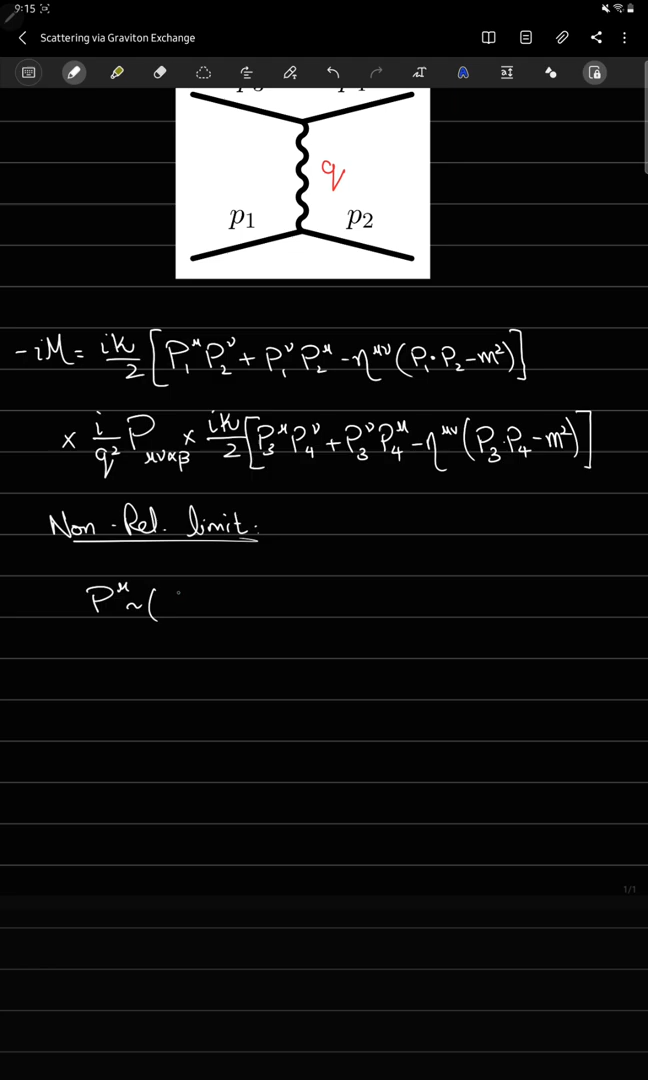 9:15
Scattering via Graviton Exchange
q
p₁ p₂
-iM = iκ/2 [P₁^μ P₂^ν + P₁^ν P₂^μ - η^μν (P₁·P₂ - m²)]
× i/q² P_μναβ × iκ/2 [P₃^μ P₄^ν + P₃^ν P₄^μ - η^μν (P₃·P₄ - m²)]
Non-Rel. limit:
P^μ ~ (
1/1